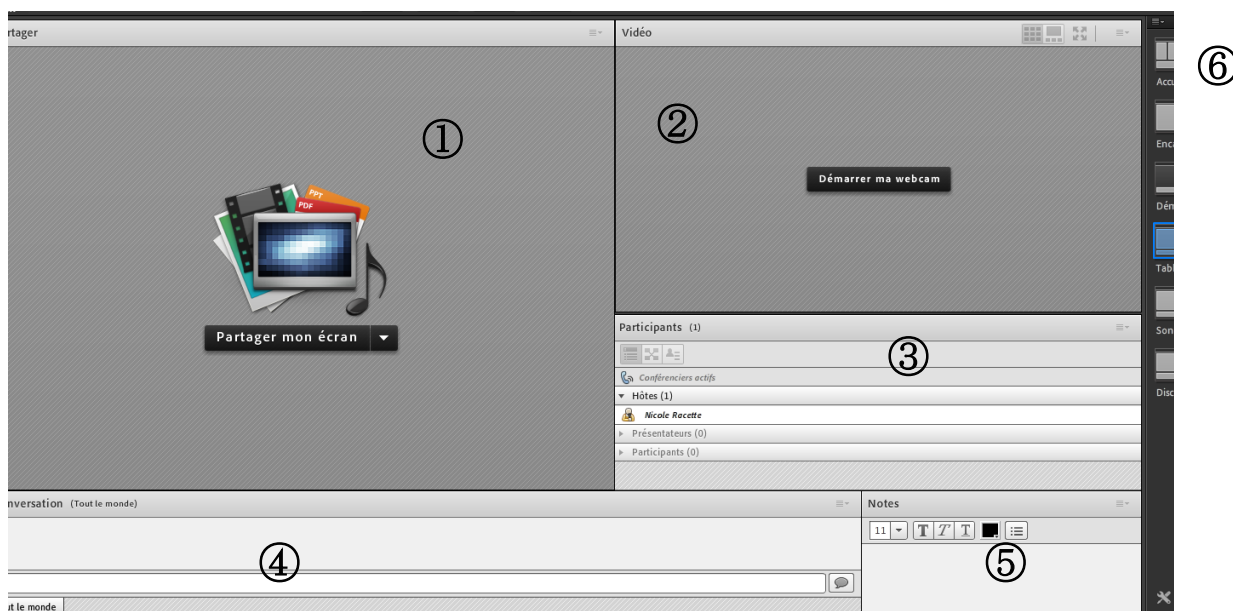 rtager
Vidéo
⑥
Accu
①
②
Enca
PPT
PDF
Démarrer ma webcam
Dém
Tabl
Participants (1)
Son
Partager mon écran
③
Conférenciers actifs
Hôtes (1)
Disc
Nicole Racette
Présentateurs (0)
Participants (0)
nversation (Tout le monde)
Notes
11 T T T
④
⑤
ut le monde